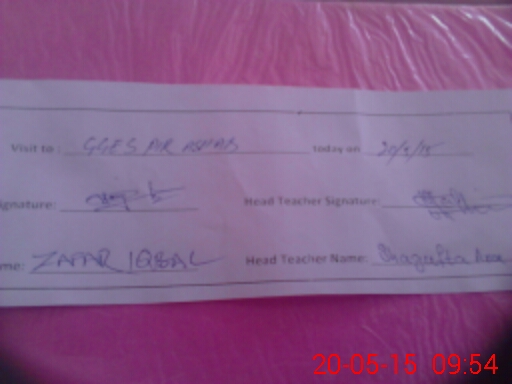 Visit to: GGES PIR ASHAB today on 20/5/15
ignature: Head Teacher Signature:
me: ZAFAR IQBAL Head Teacher Name: Shagufta
20-05-15 09:54